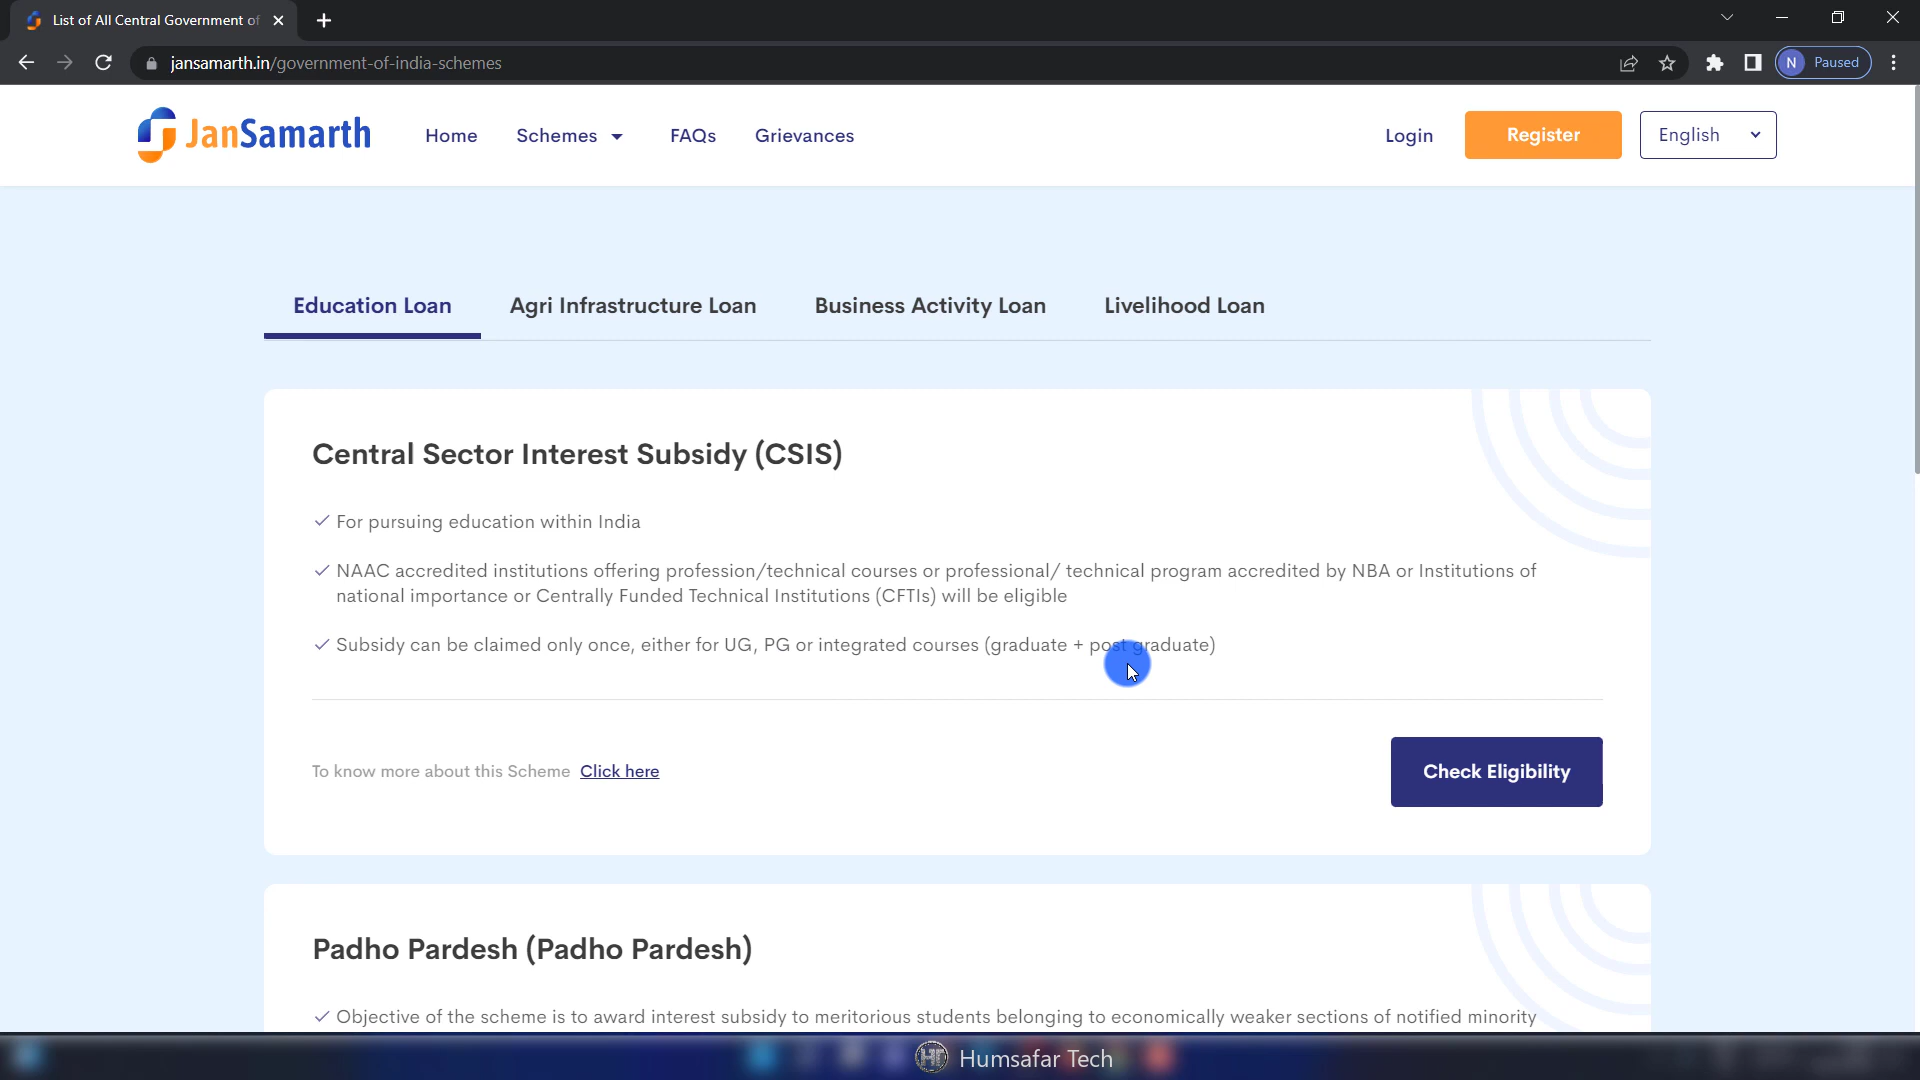 List of All Central Government of
jansamarth.in/government-of-india-schemes
N Paused
JanSamarth
Home
Schemes
FAQs
Grievances
Login
Register
English
Education Loan
Agri Infrastructure Loan
Business Activity Loan
Livelihood Loan
Central Sector Interest Subsidy (CSIS)
For pursuing education within India
NAAC accredited institutions offering profession/technical courses or professional/ technical program accredited by NBA or Institutions of
national importance or Centrally Funded Technical Institutions (CFTIs) will be eligible
Subsidy can be claimed only once, either for UG, PG or integrated courses (graduate + post graduate)
To know more about this Scheme Click here
Check Eligibility
Padho Pardesh (Padho Pardesh)
Objective of the scheme is to award interest subsidy to meritorious students belonging to economically weaker sections of notified minority
HT Humsafar Tech